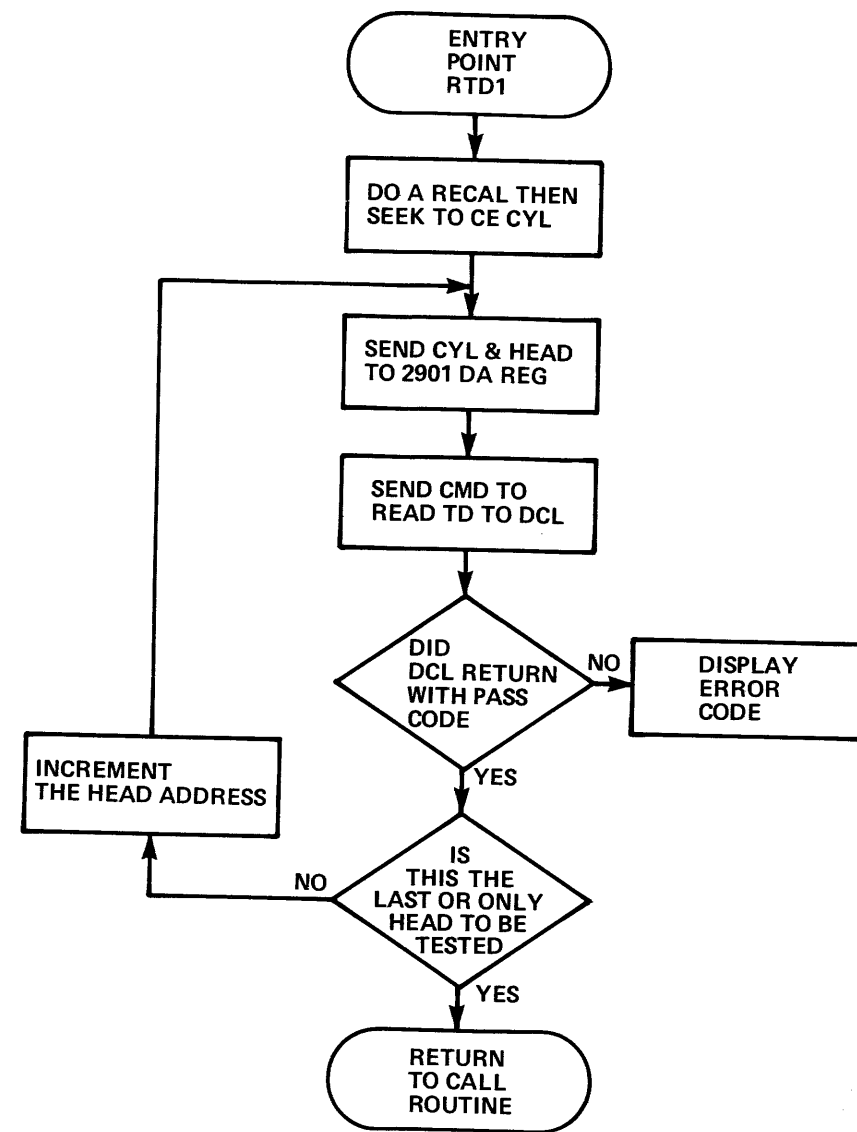 ENTRY
POINT
RTD1
DO A RECAL THEN
SEEK TO CE CYL
SEND CYL & HEAD
TO 2901 DA REG
SEND CMD TO
READ TD TO DCL
DID
DCL RETURN
WITH PASS
CODE
NO
DISPLAY
ERROR
CODE
YES
INCREMENT
THE HEAD ADDRESS
IS
THIS THE
LAST OR ONLY
HEAD TO BE
TESTED
NO
YES
RETURN
TO CALL
ROUTINE